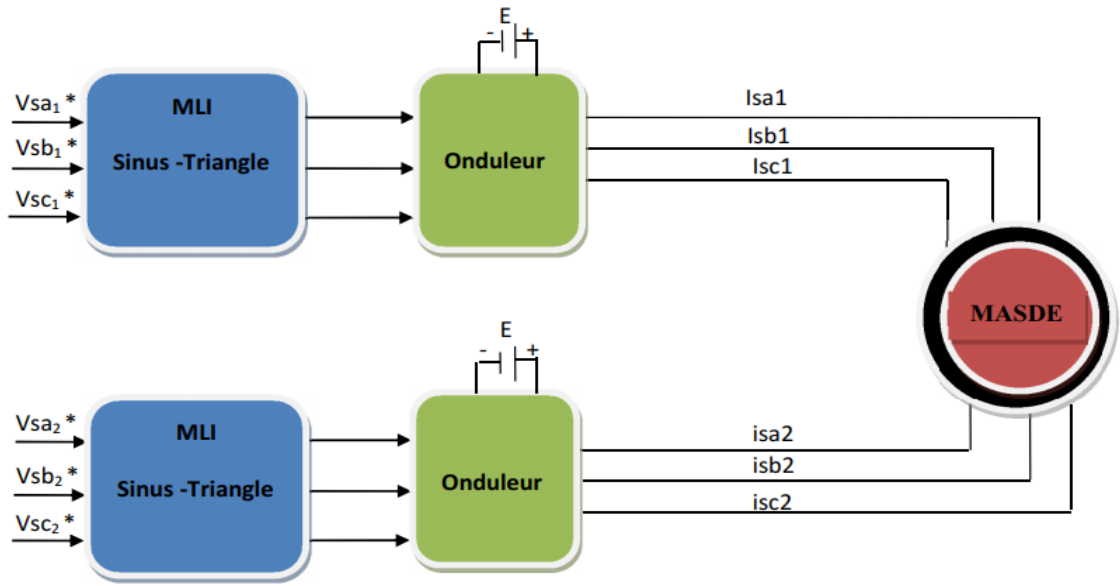 E
- +
Vsa₁ *
Vsb₁ *
Vsc₁ *
MLI
Sinus -Triangle
Onduleur
Isa1
Isb1
Isc1
MASDE
E
- +
Vsa₂ *
Vsb₂ *
Vsc₂ *
MLI
Sinus -Triangle
Onduleur
isa2
isb2
isc2